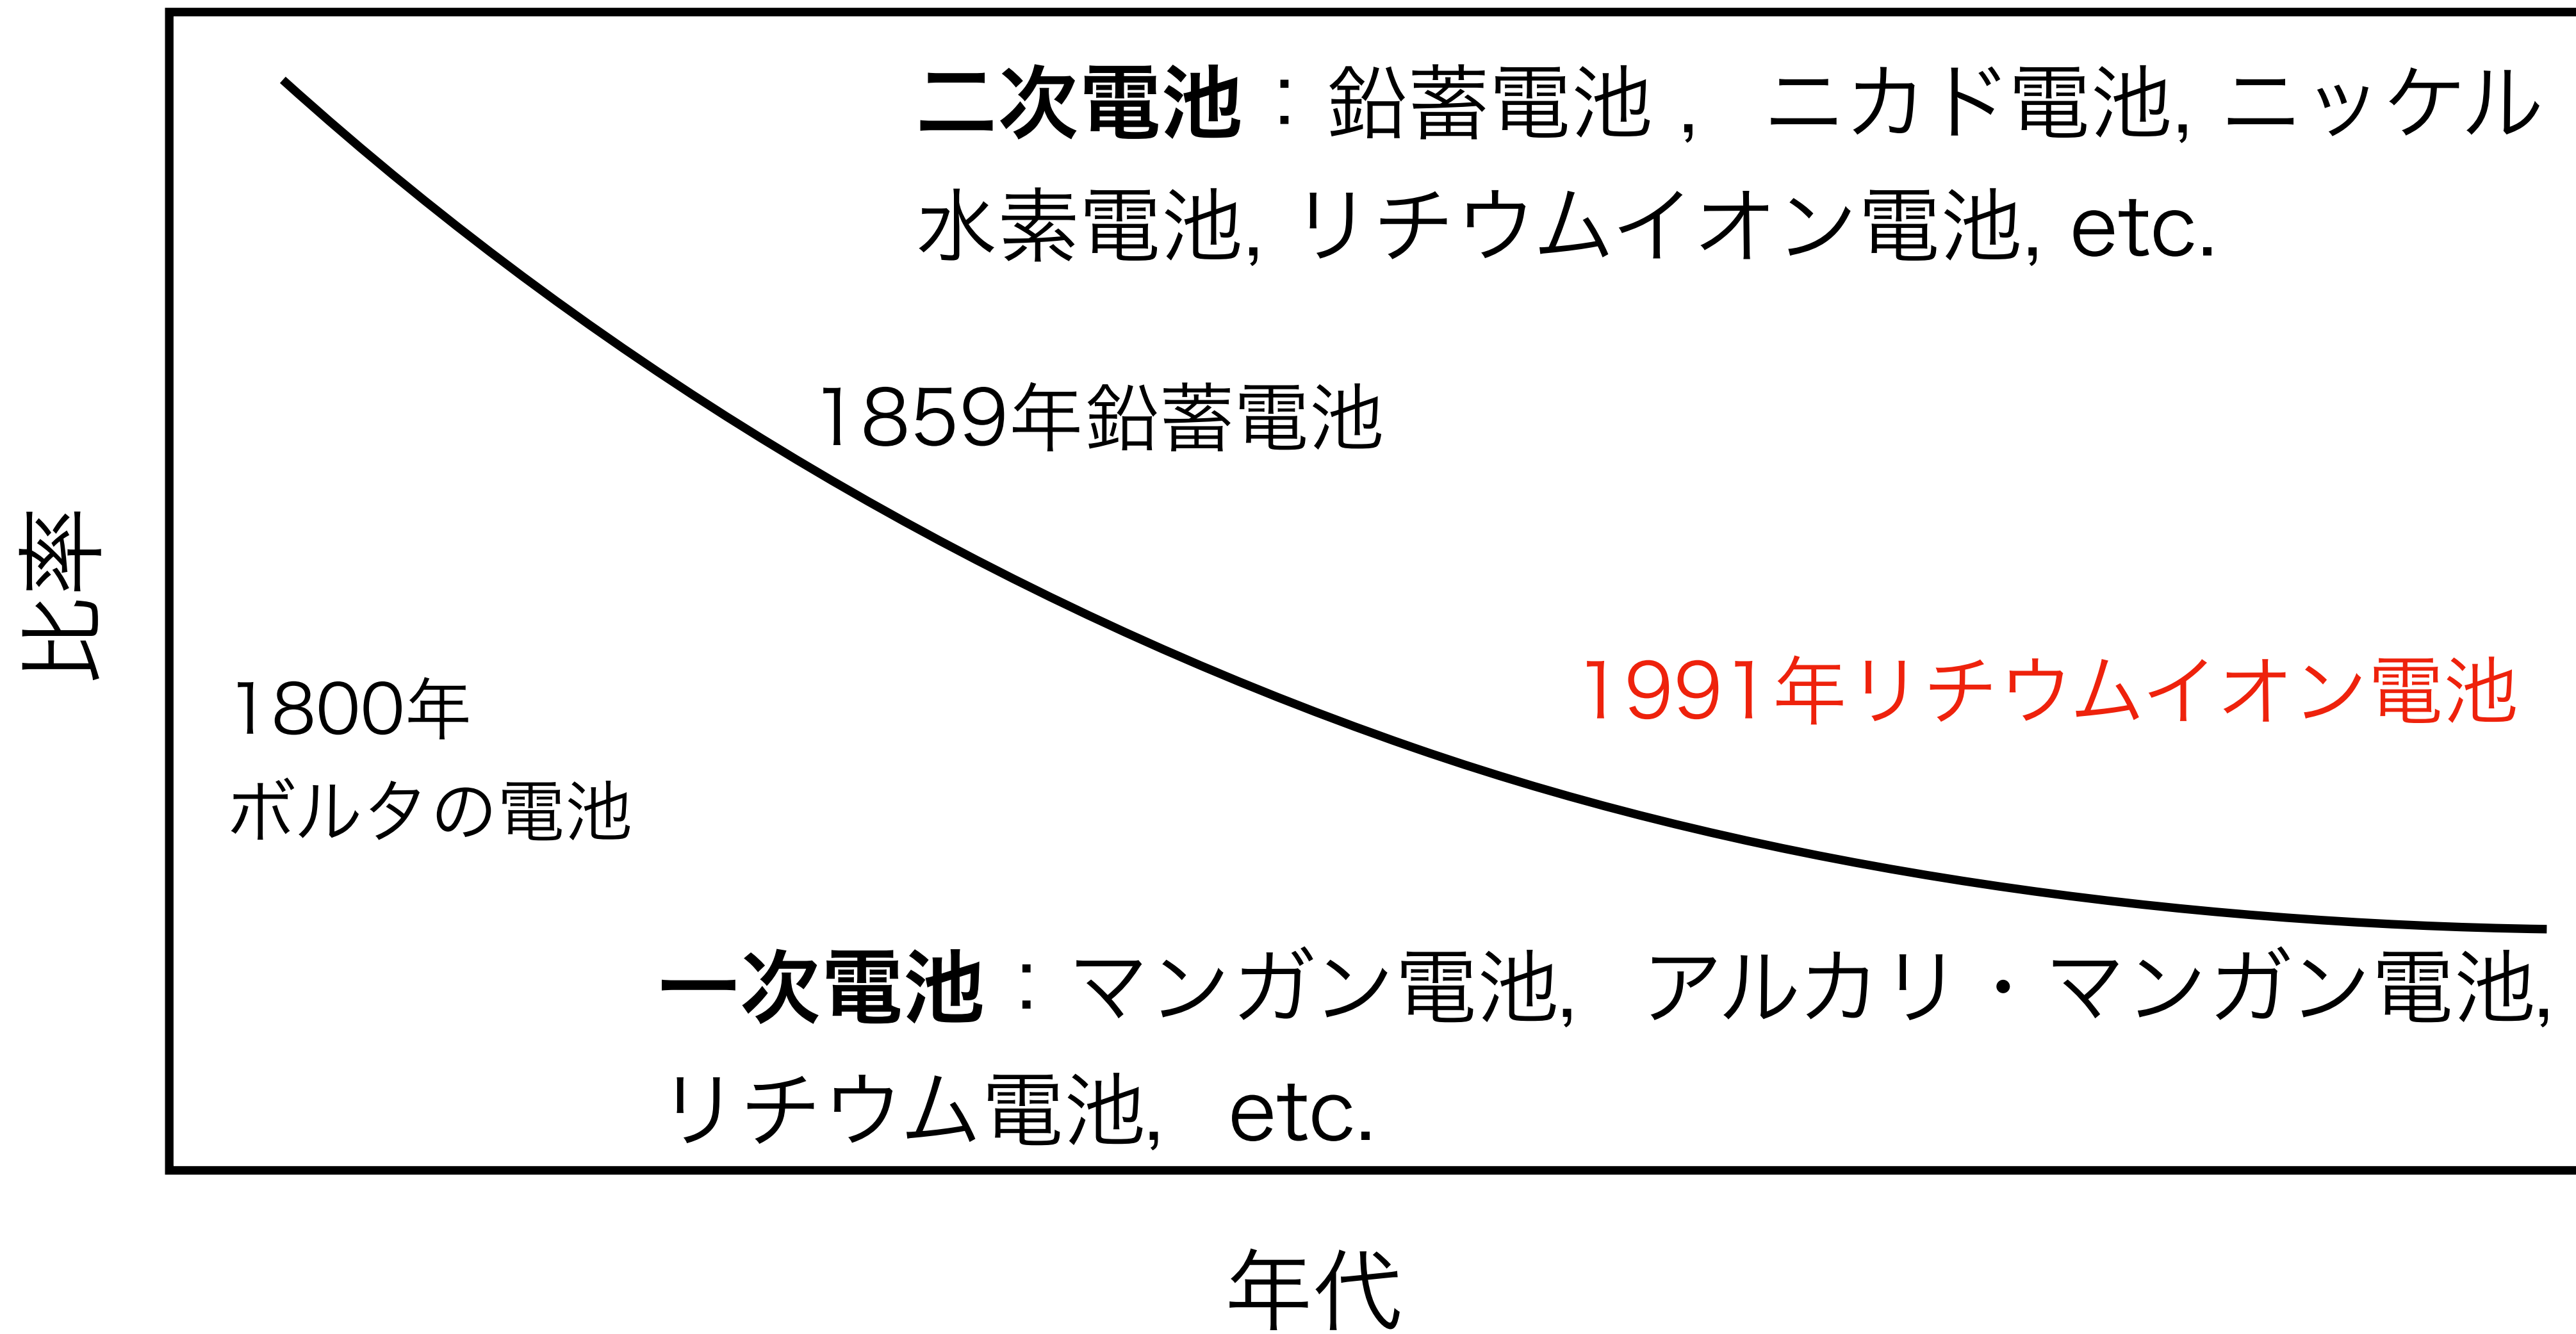 二次電池：鉛蓄電池， ニカド電池, ニッケル
水素電池, リチウムイオン電池, etc.
1859年鉛蓄電池
比率
1991年リチウムイオン電池
1800年
ボルタの電池
一次電池：マンガン電池, アルカリ・マンガン電池,
リチウム電池, etc.
年代